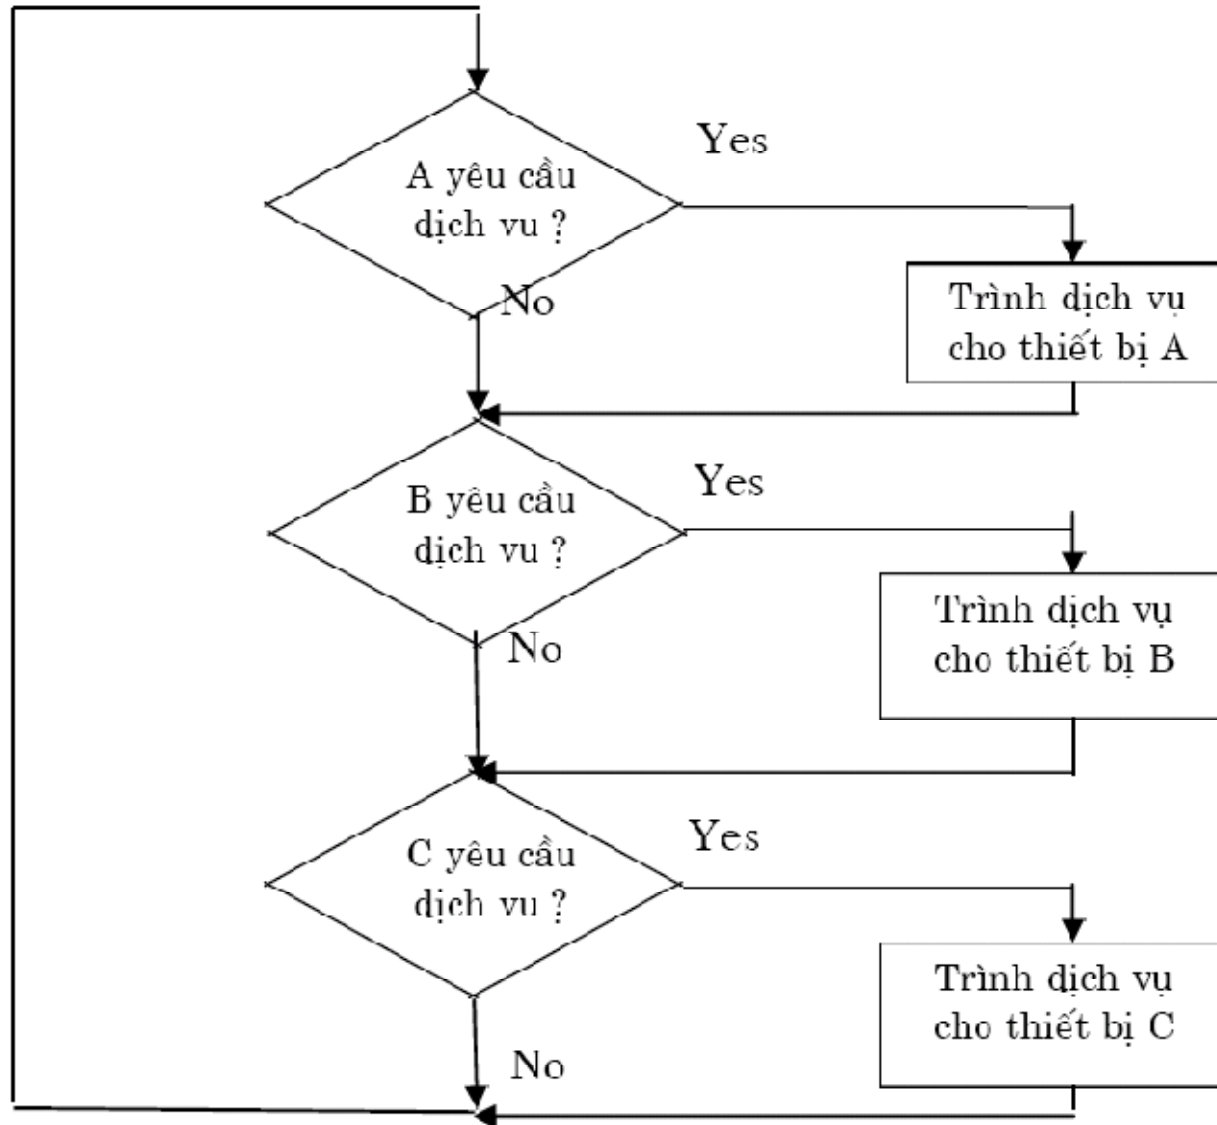 Yes
A yêu cầu
dịch vu ?
No
Trình dịch vụ
cho thiết bị A
Yes
B yêu cầu
dịch vu ?
No
Trình dịch vụ
cho thiết bị B
Yes
C yêu cầu
dịch vu ?
No
Trình dịch vụ
cho thiết bị C